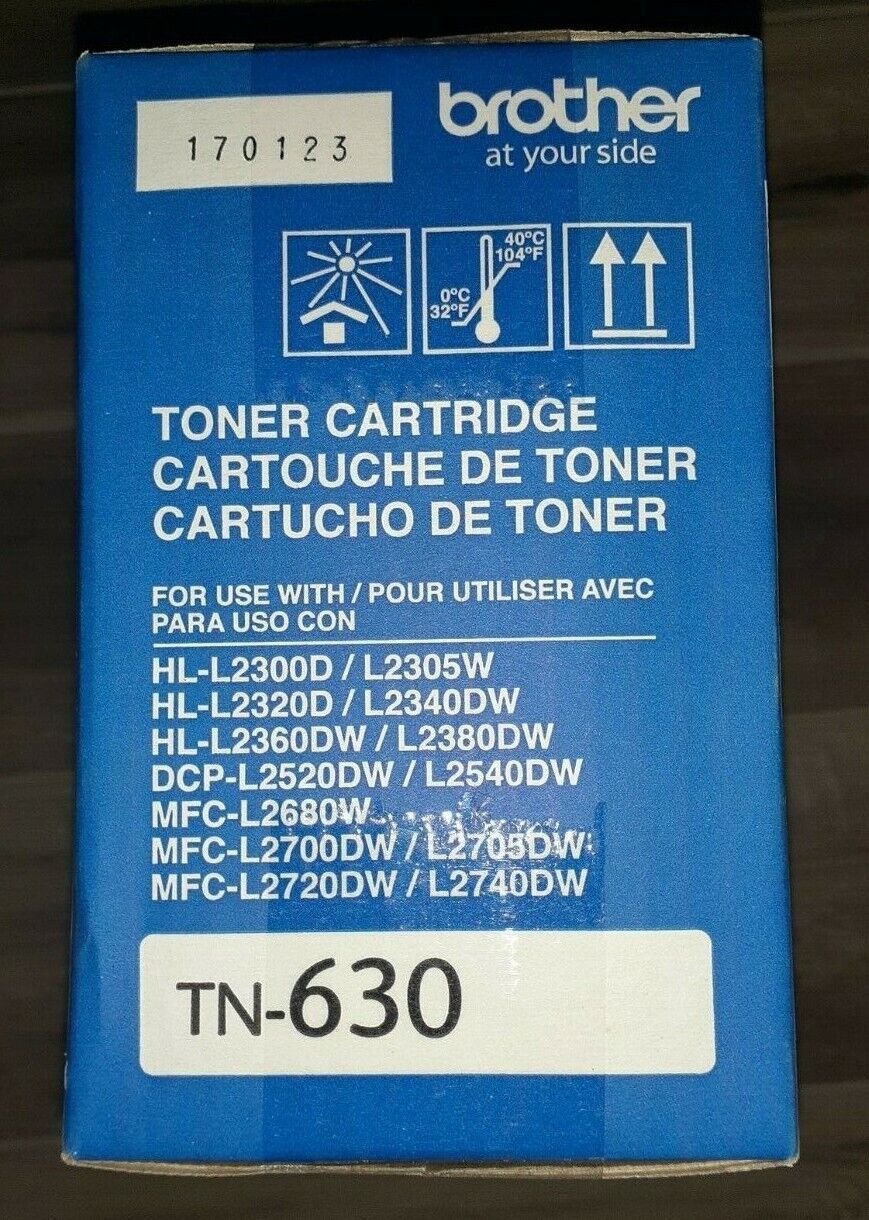 170123
brother
at your side
40°C
104°F
0°C
32°F
TONER CARTRIDGE
CARTOUCHE DE TONER
CARTUCHO DE TONER
FOR USE WITH / POUR UTILISER AVEC
PARA USO CON
HL-L2300D / L2305W
HL-L2320D / L2340DW
HL-L2360DW / L2380DW
DCP-L2520DW / L2540DW
MFC-L2680W
MFC-L2700DW / L2705DW
MFC-L2720DW / L2740DW
TN-630